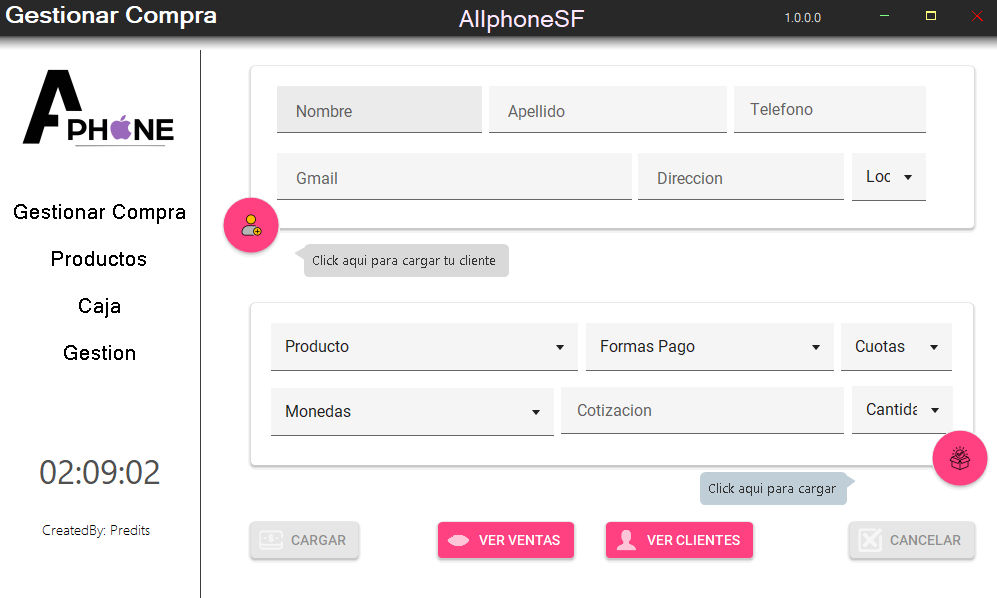 Gestionar Compra
AllphoneSF
1.0.0.0
A
PHONE
Gestionar Compra
Productos
Caja
Gestion
02:09:02
CreatedBy: Predits
Nombre
Apellido
Telefono
Gmail
Direccion
Loc
Click aqui para cargar tu cliente
Producto
Formas Pago
Cuotas
Monedas
Cotizacion
Cantida
Click aqui para cargar
CARGAR
VER VENTAS
VER CLIENTES
CANCELAR